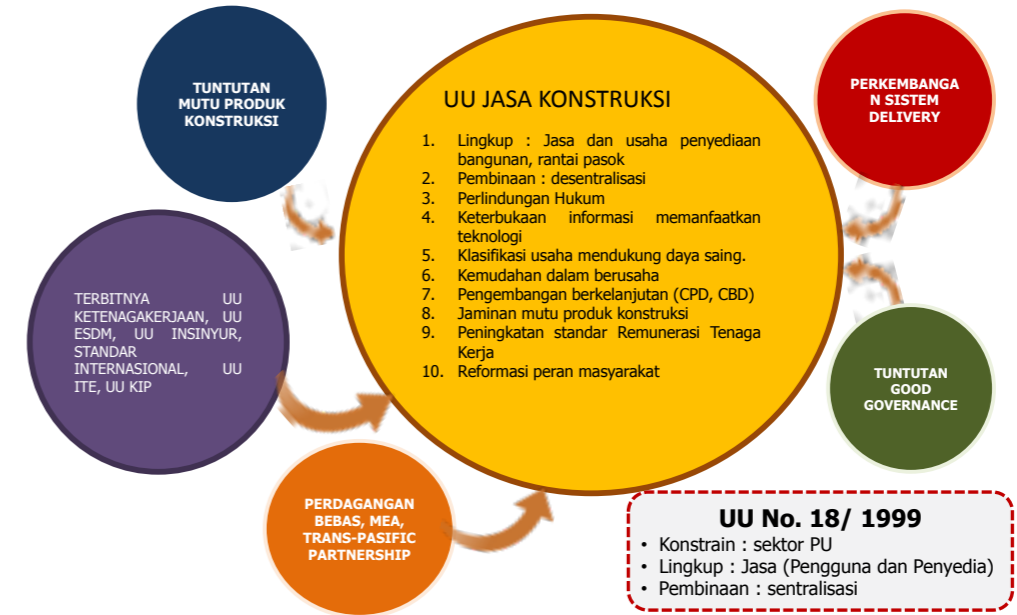 TUNTUTAN
MUTU PRODUK
KONSTRUKSI
PERKEMBANGA
N SISTEM
DELIVERY
UU JASA KONSTRUKSI
1. Lingkup : Jasa dan usaha penyediaan
bangunan, rantai pasok
2. Pembinaan : desentralisasi
3. Perlindungan Hukum
4. Keterbukaan informasi memanfaatkan
teknologi
5. Klasifikasi usaha mendukung daya saing.
6. Kemudahan dalam berusaha
7. Pengembangan berkelanjutan (CPD, CBD)
8. Jaminan mutu produk konstruksi
9. Peningkatan standar Remunerasi Tenaga
Kerja
10. Reformasi peran masyarakat
TERBITNYA UU
KETENAGAKERJAAN, UU
ESDM, UU INSINYUR,
STANDAR
INTERNASIONAL, UU
ITE, UU KIP
TUNTUTAN
GOOD
GOVERNANCE
PERDAGANGAN
BEBAS, MEA,
TRANS-PASIFIC
PARTNERSHIP
UU No. 18/ 1999
• Konstrain : sektor PU
• Lingkup : Jasa (Pengguna dan Penyedia)
• Pembinaan : sentralisasi